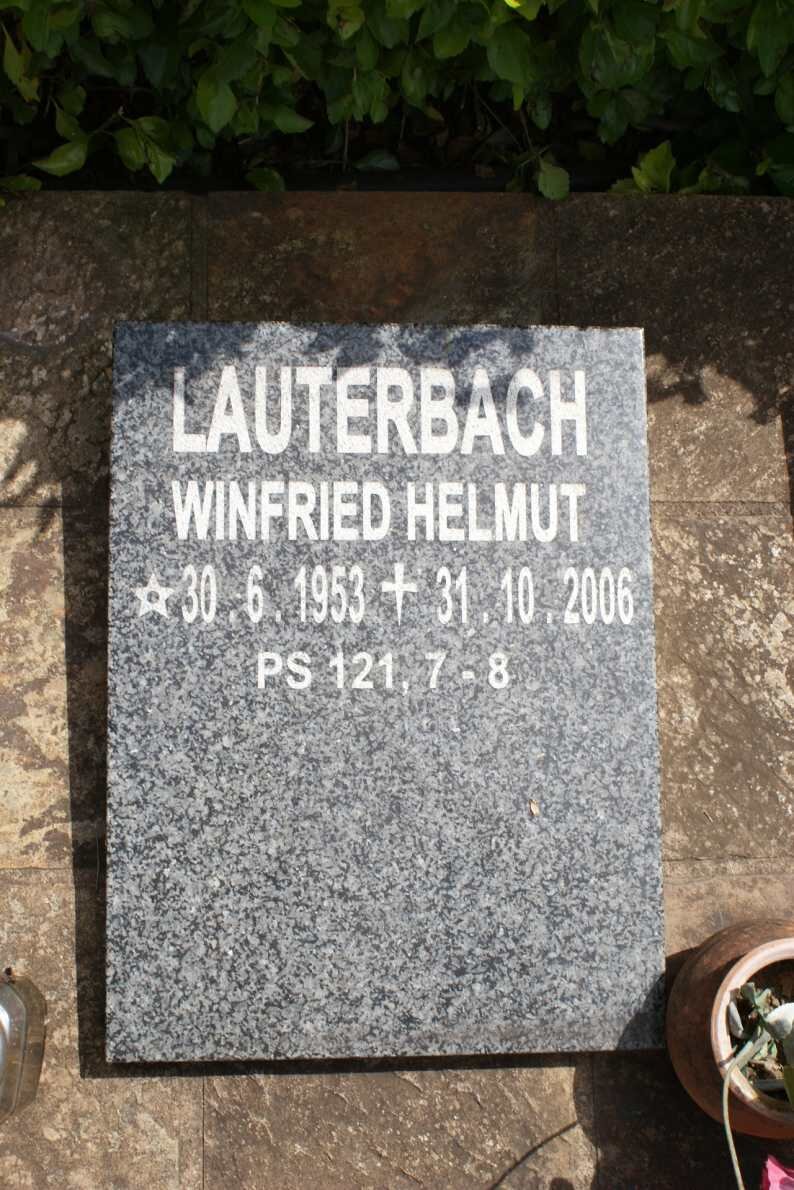 LAUTERBACH
WINFRIED HELMUT
☆ 30 . 6 . 1953 ✝ 31 . 10 . 2006
PS 121, 7 - 8